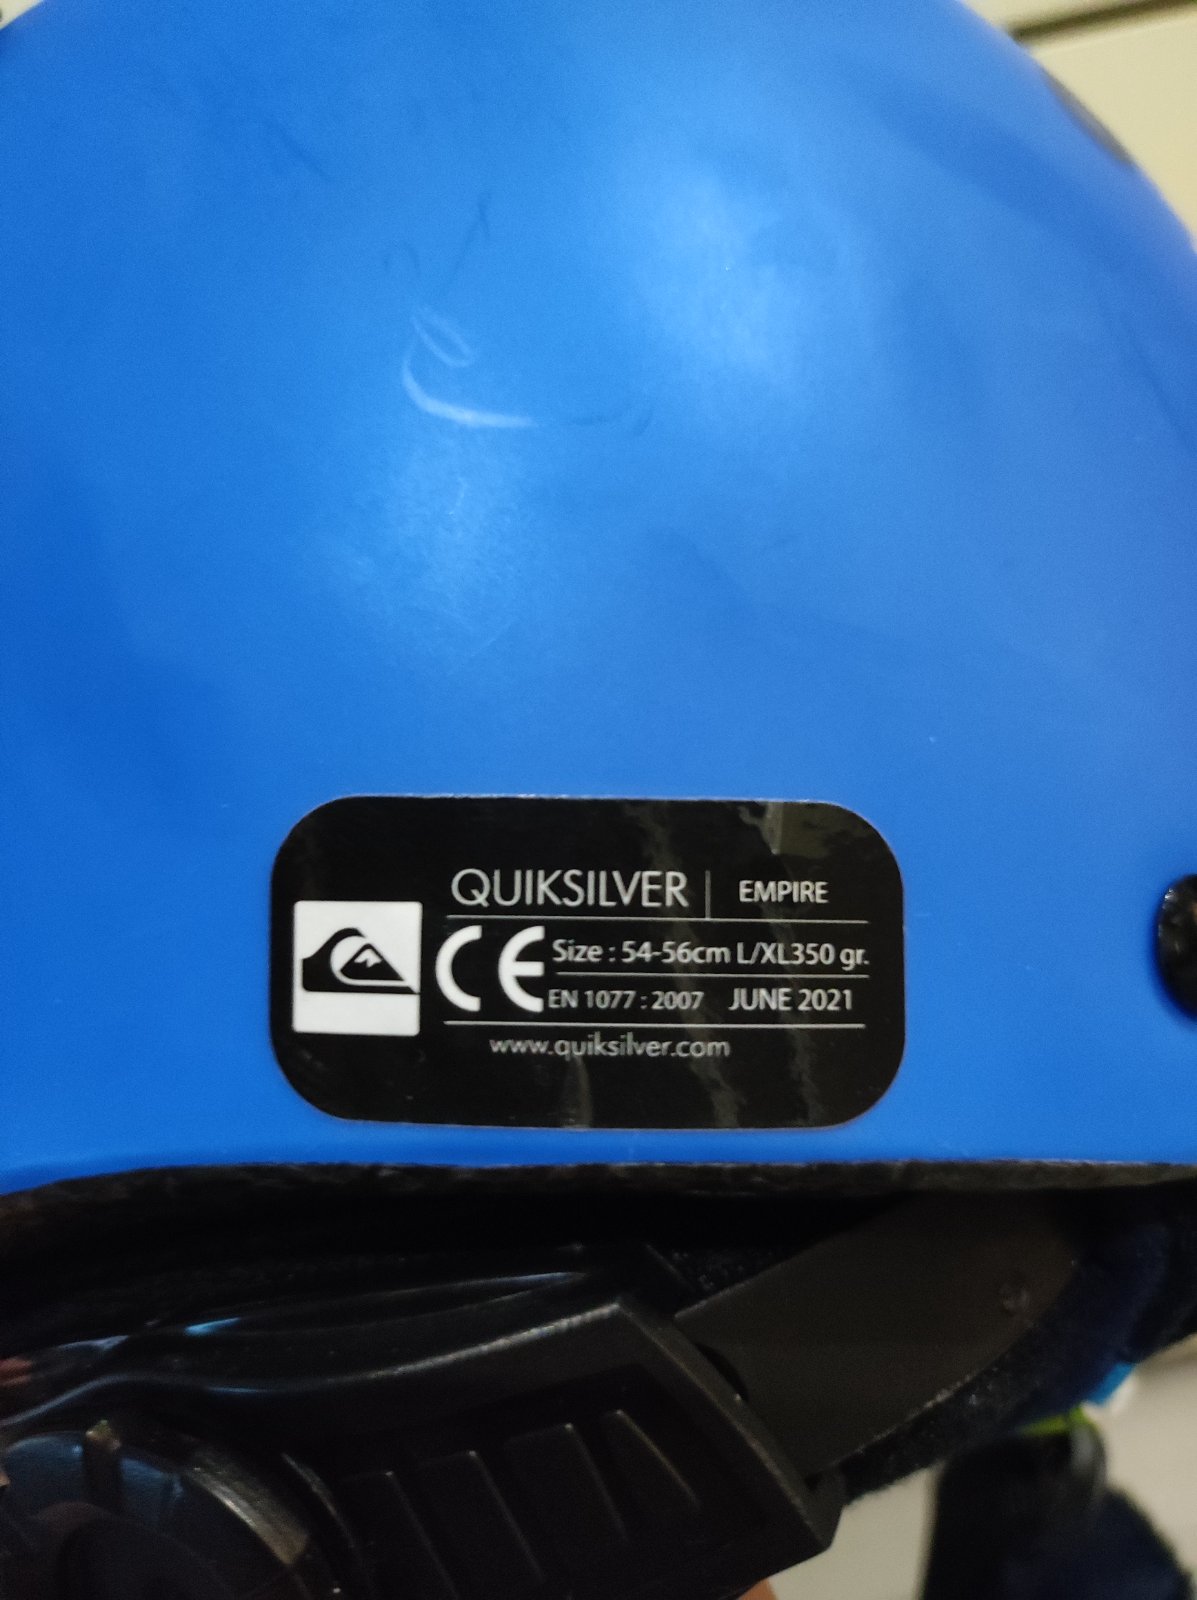 QUIKSILVER | EMPIRE
CE Size : 54-56cm L/XL350 gr.
EN 1077 : 2007 JUNE 2021
www.quiksilver.com